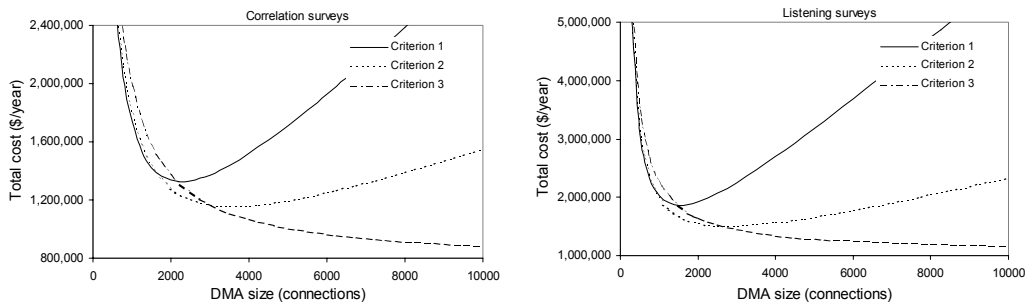 Correlation surveys
2,400,000
2,000,000
1,600,000
1,200,000
800,000
Total cost ($/year)
Criterion 1
Criterion 2
Criterion 3
0
2000
4000
6000
8000
10000
DMA size (connections)
Listening surveys
5,000,000
4,000,000
3,000,000
2,000,000
1,000,000
Total cost ($/year)
Criterion 1
Criterion 2
Criterion 3
0
2000
4000
6000
8000
10000
DMA size (connections)